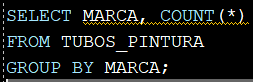 SELECT MARCA, COUNT(*)
FROM TUBOS_PINTURA
GROUP BY MARCA;